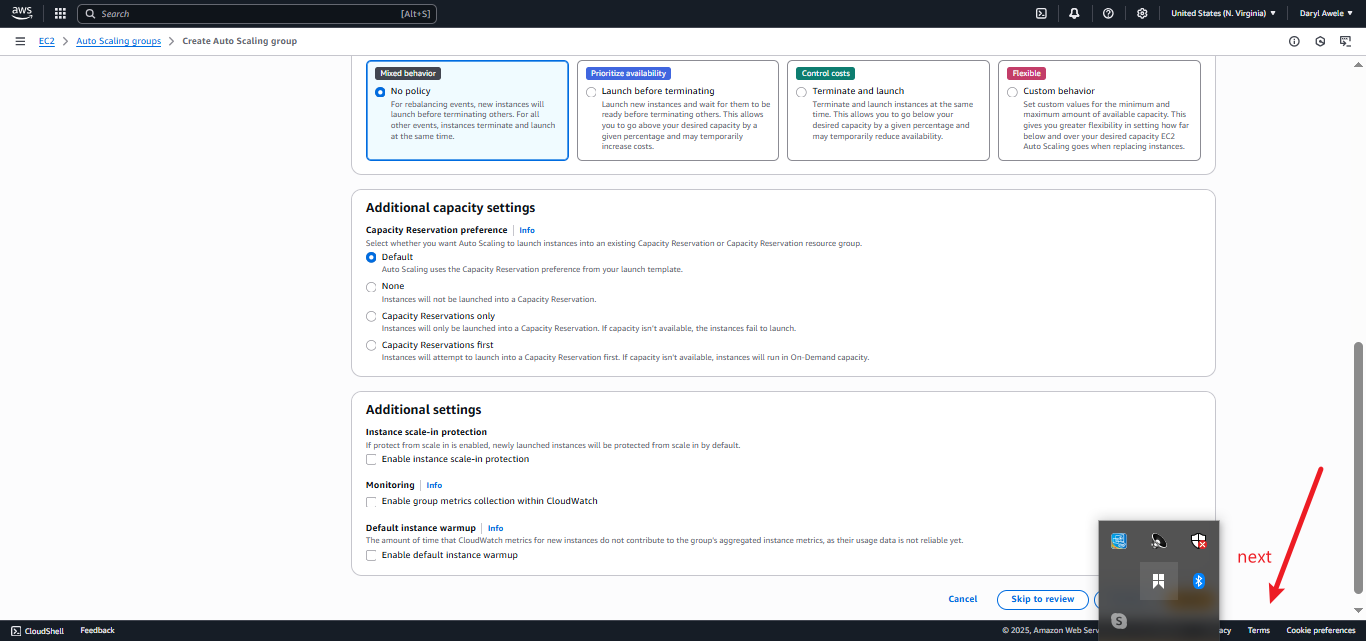 aws
Search
[Alt+S]
United States (N. Virginia)
Daryl Awele
EC2
Auto Scaling groups
Create Auto Scaling group
Mixed behavior
No policy
For rebalancing events, new instances will
launch before terminating others. For all
other events, instances terminate and launch
at the same time.
Prioritize availability
Launch before terminating
Launch new instances and wait for them to be
ready before terminating others. This allows
you to go above your desired capacity by a
given percentage and may temporarily
increase costs.
Control costs
Terminate and launch
Terminate and launch instances at the same
time. This allows you to go below your
desired capacity by a given percentage and
may temporarily reduce availability.
Flexible
Custom behavior
Set custom values for the minimum and
maximum amount of available capacity. This
gives you greater flexibility in setting how far
below and over your desired capacity EC2
Auto Scaling goes when replacing instances.
Additional capacity settings
Capacity Reservation preference Info
Select whether you want Auto Scaling to launch instances into an existing Capacity Reservation or Capacity Reservation resource group.
Default
Auto Scaling uses the Capacity Reservation preference from your launch template.
None
Instances will not be launched into a Capacity Reservation.
Capacity Reservations only
Instances will only be launched into a Capacity Reservation. If capacity isn't available, the instances fail to launch.
Capacity Reservations first
Instances will attempt to launch into a Capacity Reservation first. If capacity isn't available, instances will run in On-Demand capacity.
Additional settings
Instance scale-in protection
If protect from scale in is enabled, newly launched instances will be protected from scale in by default.
Enable instance scale-in protection
Monitoring Info
Enable group metrics collection within CloudWatch
Default instance warmup Info
The amount of time that CloudWatch metrics for new instances do not contribute to the group's aggregated instance metrics, as their usage data is not reliable yet.
Enable default instance warmup
next
Cancel
Skip to review
CloudShell
Feedback
© 2025, Amazon Web Serv
acy
Terms
Cookie preferences